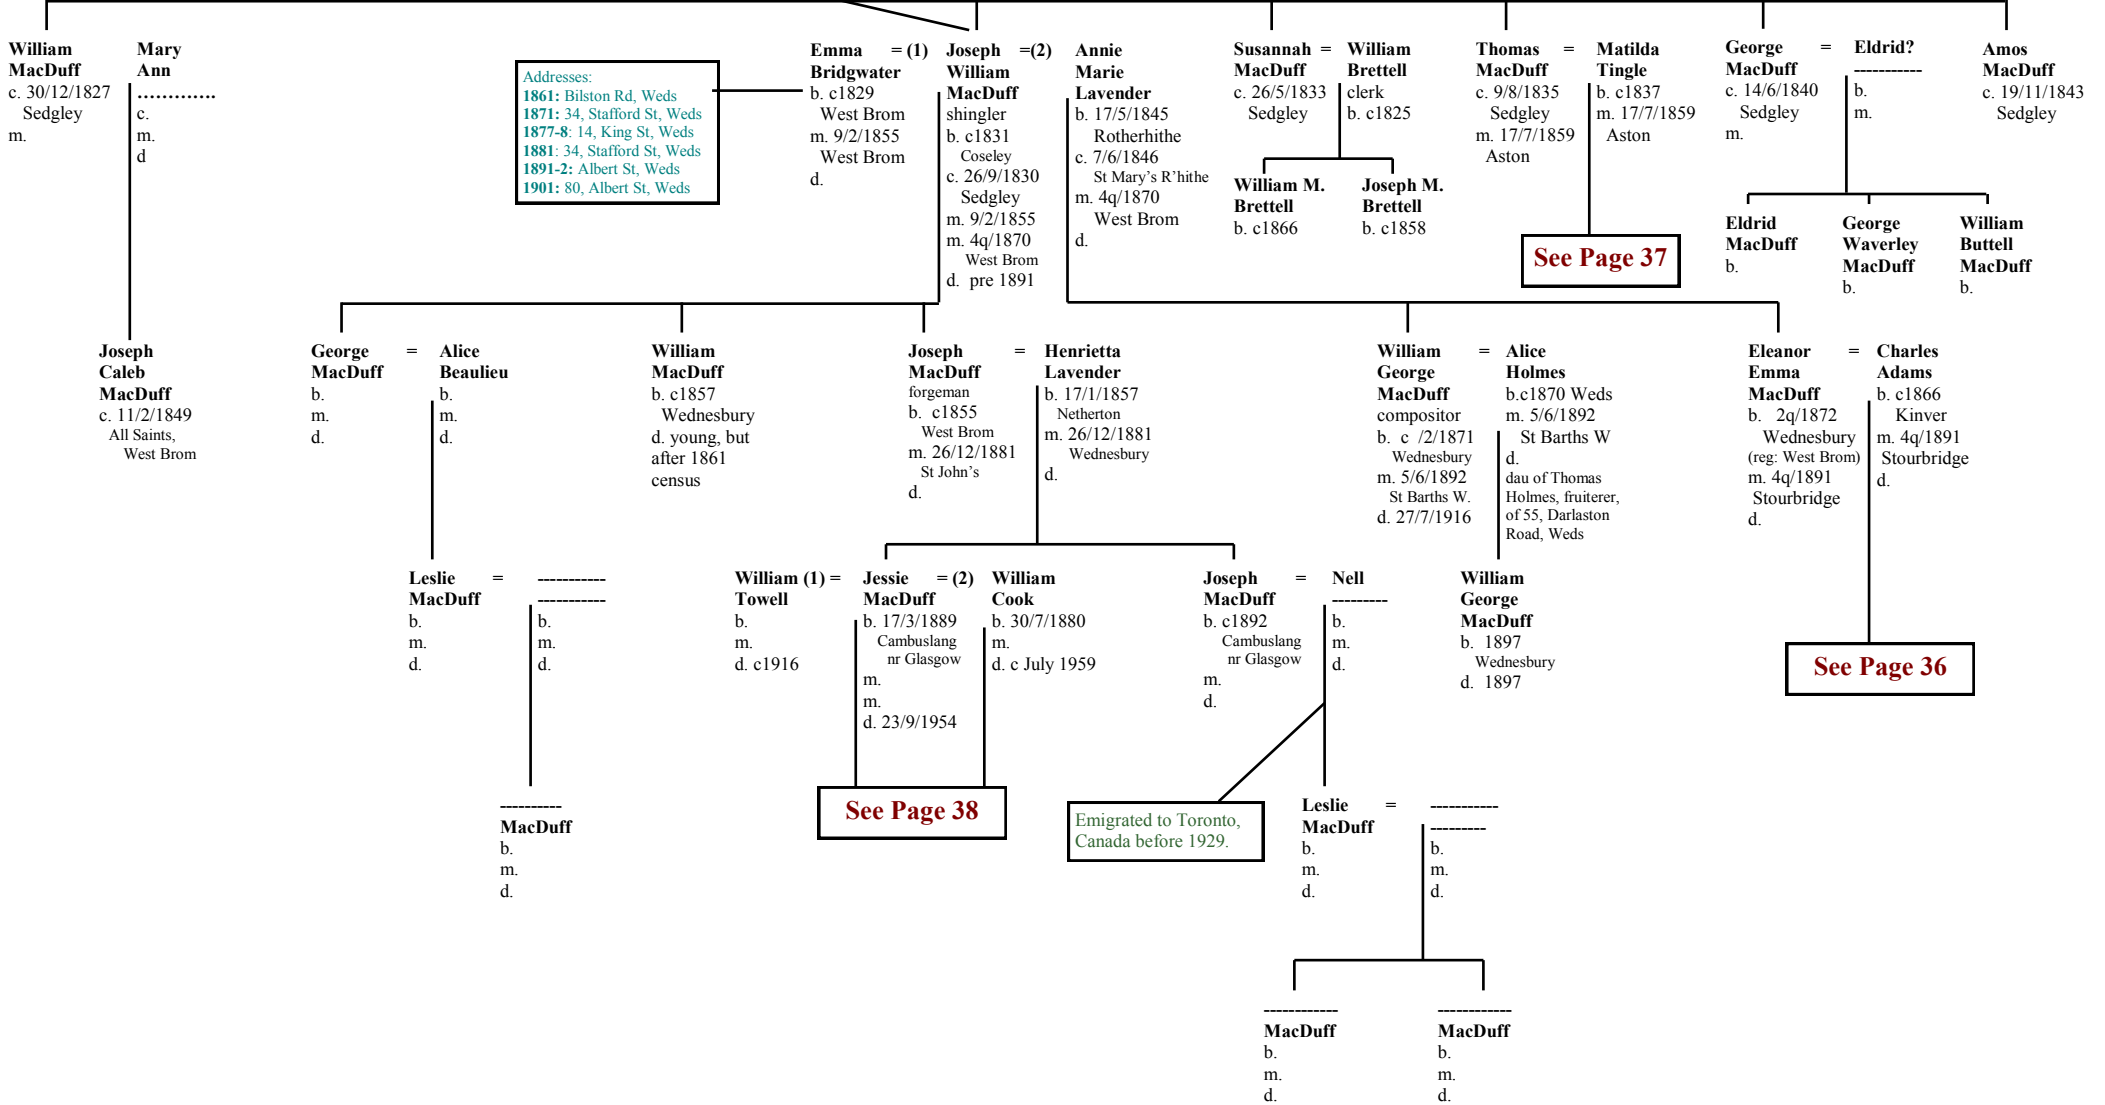 William
MacDuff
c. 30/12/1827
Sedgley
m.
Mary
Ann
.............
c.
m.
d
Addresses:
1861: Bilston Rd, Weds
1871: 34, Stafford St, Weds
1877-8: 14, King St, Weds
1881: 34, Stafford St, Weds
1891-2: Albert St, Weds
1901: 80, Albert St, Weds
Emma = (1)
Bridgwater
b. c1829
West Brom
m. 9/2/1855
West Brom
d.
Joseph =(2)
William
MacDuff
shingler
b. c1831
Coseley
c. 26/9/1830
Sedgley
m. 9/2/1855
m. 4q/1870
West Brom
d. pre 1891
Annie
Marie
Lavender
b. 17/5/1845
Rotherhithe
c. 7/6/1846
St Mary's R'hithe
m. 4q/1870
West Brom
d.
Susannah =
MacDuff
c. 26/5/1833
Sedgley
William
Brettell
clerk
b. c1825
William M.
Brettell
b. c1866
Joseph M.
Brettell
b. c1858
Thomas =
MacDuff
c. 9/8/1835
Sedgley
m. 17/7/1859
Aston
Matilda
Tingle
b. c1837
m. 17/7/1859
Aston
See Page 37
George =
MacDuff
c. 14/6/1840
Sedgley
m.
Eldrid?
-----------
b.
m.
Eldrid
MacDuff
b.
George
Waverley
MacDuff
b.
William
Buttell
MacDuff
b.
Amos
MacDuff
c. 19/11/1843
Sedgley
Joseph
Caleb
MacDuff
c. 11/2/1849
All Saints,
West Brom
George =
MacDuff
b.
m.
d.
Alice
Beaulieu
b.
m.
d.
William
MacDuff
b. c1857
Wednesbury
d. young, but
after 1861
census
Joseph =
MacDuff
forgeman
b. c1855
West Brom
m. 26/12/1881
St John's
d.
Henrietta
Lavender
b. 17/1/1857
Netherton
m. 26/12/1881
Wednesbury
d.
William =
George
MacDuff
compositor
b. c /2/1871
Wednesbury
m. 5/6/1892
St Barths W.
d. 27/7/1916
Alice
Holmes
b.c1870 Weds
m. 5/6/1892
St Barths W
d.
dau of Thomas
Holmes, fruiterer,
of 55, Darlaston
Road, Weds
Eleanor =
Emma
MacDuff
b. 2q/1872
Wednesbury
(reg: West Brom)
m. 4q/1891
Stourbridge
d.
Charles
Adams
b. c1866
Kinver
m. 4q/1891
Stourbridge
d.
Leslie =
MacDuff
b.
m.
d.
-----------
-----------
b.
m.
d.
William (1) =
Towell
b.
m.
d. c1916
Jessie = (2)
MacDuff
b. 17/3/1889
Cambuslang
nr Glasgow
m.
m.
d. 23/9/1954
William
Cook
b. 30/7/1880
m.
d. c July 1959
Joseph =
MacDuff
b. c1892
Cambuslang
nr Glasgow
m.
d.
Nell
---------
b.
m.
d.
William
George
MacDuff
b. 1897
Wednesbury
d. 1897
See Page 36
----------
MacDuff
b.
m.
d.
See Page 38
Emigrated to Toronto,
Canada before 1929.
Leslie =
MacDuff
b.
m.
d.
-----------
---------
b.
m.
d.
------------
MacDuff
b.
m.
d.
------------
MacDuff
b.
m.
d.